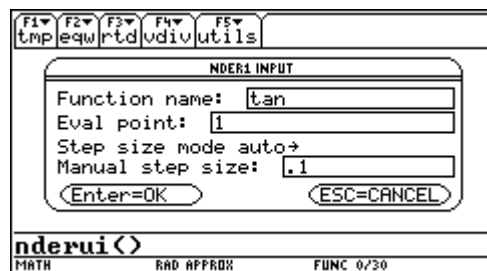 F1▾ F2▾ F3▾ F4▾ F5▾
tmp eqw rtd vdiv utils
NDER1 INPUT
Function name: tan
Eval point: 1
Step size mode auto→
Manual step size: .1
Enter=OK ESC=CANCEL
nderui()
MATH RAD APPROX FUNC 0/30